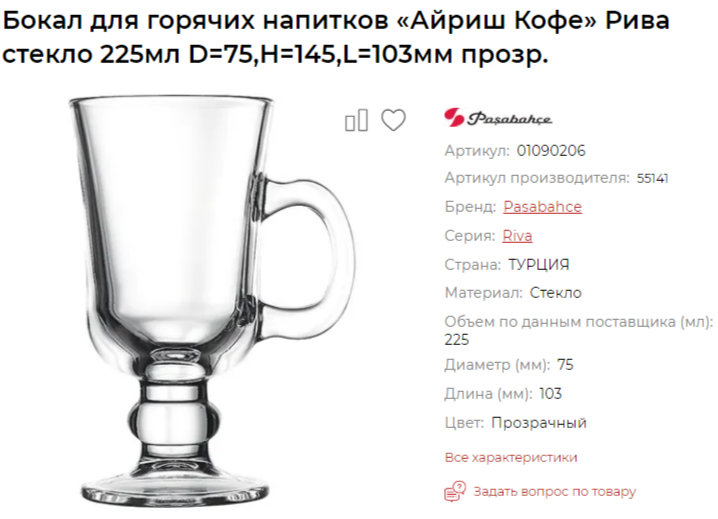 Бокал для горячих напитков «Айриш Кофе» Рива
стекло 225мл D=75,H=145,L=103мм прозр.
Paşabahçe
Артикул: 01090206
Артикул производителя: 55141
Бренд: Pasabahce
Серия: Riva
Страна: ТУРЦИЯ
Материал: Стекло
Объем по данным поставщика (мл):
225
Диаметр (мм): 75
Длина (мм): 103
Цвет: Прозрачный
Все характеристики
Задать вопрос по товару